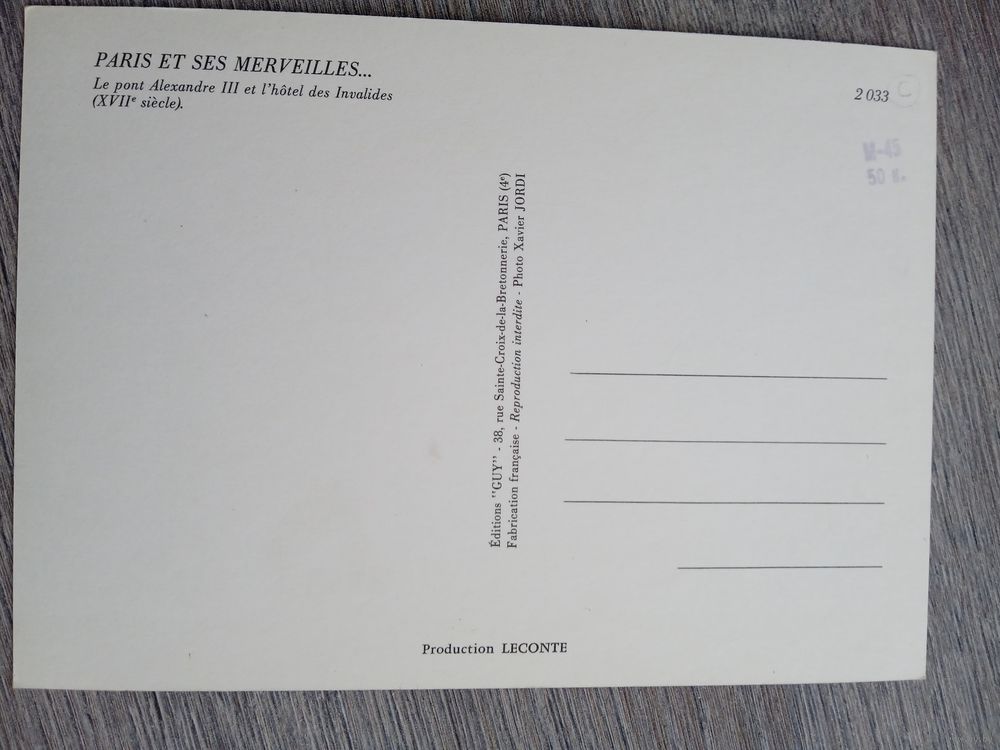 PARIS ET SES MERVEILLES...
Le pont Alexandre III et l'hôtel des Invalides
(XVIIᵉ siècle).
2 033
C
M-45
50 к.
Éditions "GUY" - 38, rue Sainte-Croix-de-la-Bretonnerie, PARIS (4ᵉ)
Fabrication française - Reproduction interdite - Photo Xavier JORDI
Production LECONTE